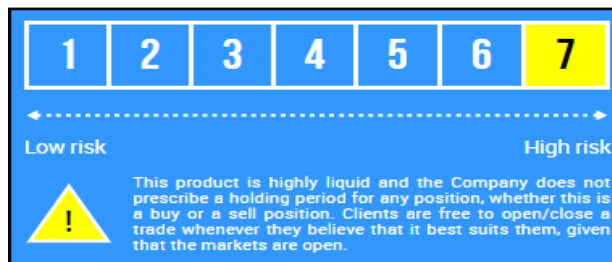 1 2 3 4 5 6 7
Low risk High risk
This product is highly liquid and the Company does not
prescribe a holding period for any position, whether this is
a buy or a sell position. Clients are free to open/close a
trade whenever they believe that it best suits them, given
that the markets are open.
!